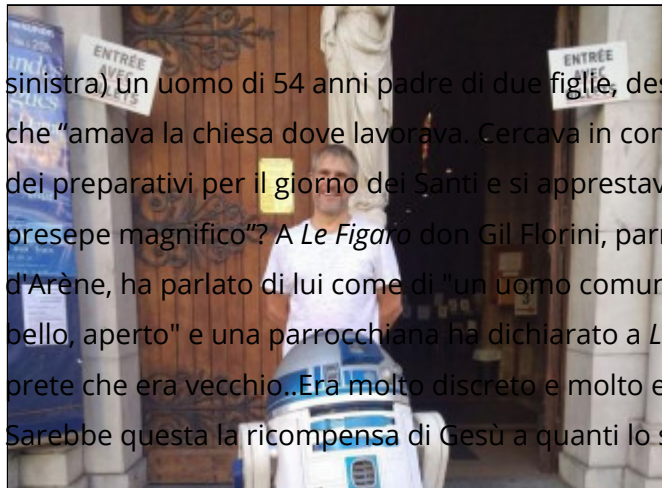 ENTRÉE
AVEC
ENTRÉE
AVEC
sinistra) un uomo di 54 anni padre di due figlie, des
che “amava la chiesa dove lavorava. Cercava in con
dei preparativi per il giorno dei Santi e si apprestav
presepe magnifico”? A Le Figaro don Gil Florini, parr
d'Arène, ha parlato di lui come di "un uomo comun
bello, aperto" e una parrocchiana ha dichiarato a L
prete che era vecchio..Era molto discreto e molto e
Sarebbe questa la ricompensa di Gesù a quanti lo s